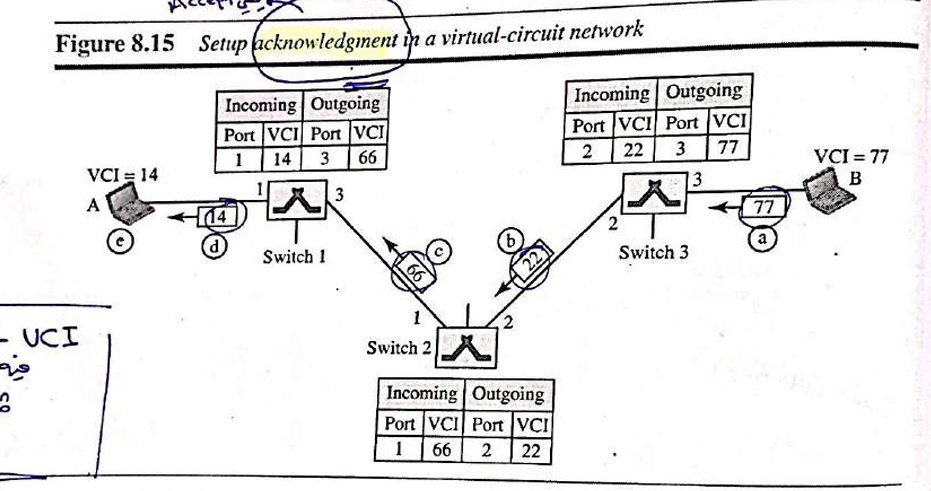 Figure 8.15 Setup acknowledgment in a virtual-circuit network
Incoming Outgoing
Port VCI Port VCI
1 14 3 66
Incoming Outgoing
Port VCI Port VCI
2 22 3 77
VCI = 14
VCI = 77
A
B
1
3
3
2
14
77
e
d
c
b
a
66
22
Switch 1
Switch 3
1
2
Switch 2
Incoming Outgoing
Port VCI Port VCI
1 66 2 22
VCI